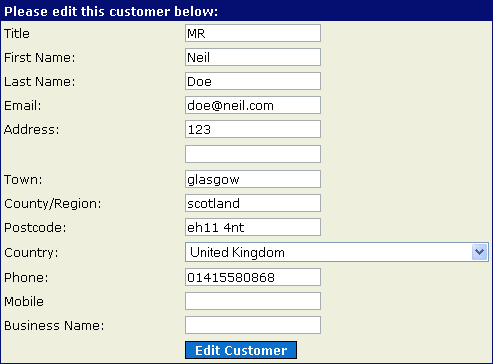 Please edit this customer below:
Title MR
First Name: Neil
Last Name: Doe
Email: doe@neil.com
Address: 123
Town: glasgow
County/Region: scotland
Postcode: eh11 4nt
Country: United Kingdom
Phone: 01415580868
Mobile
Business Name:
Edit Customer